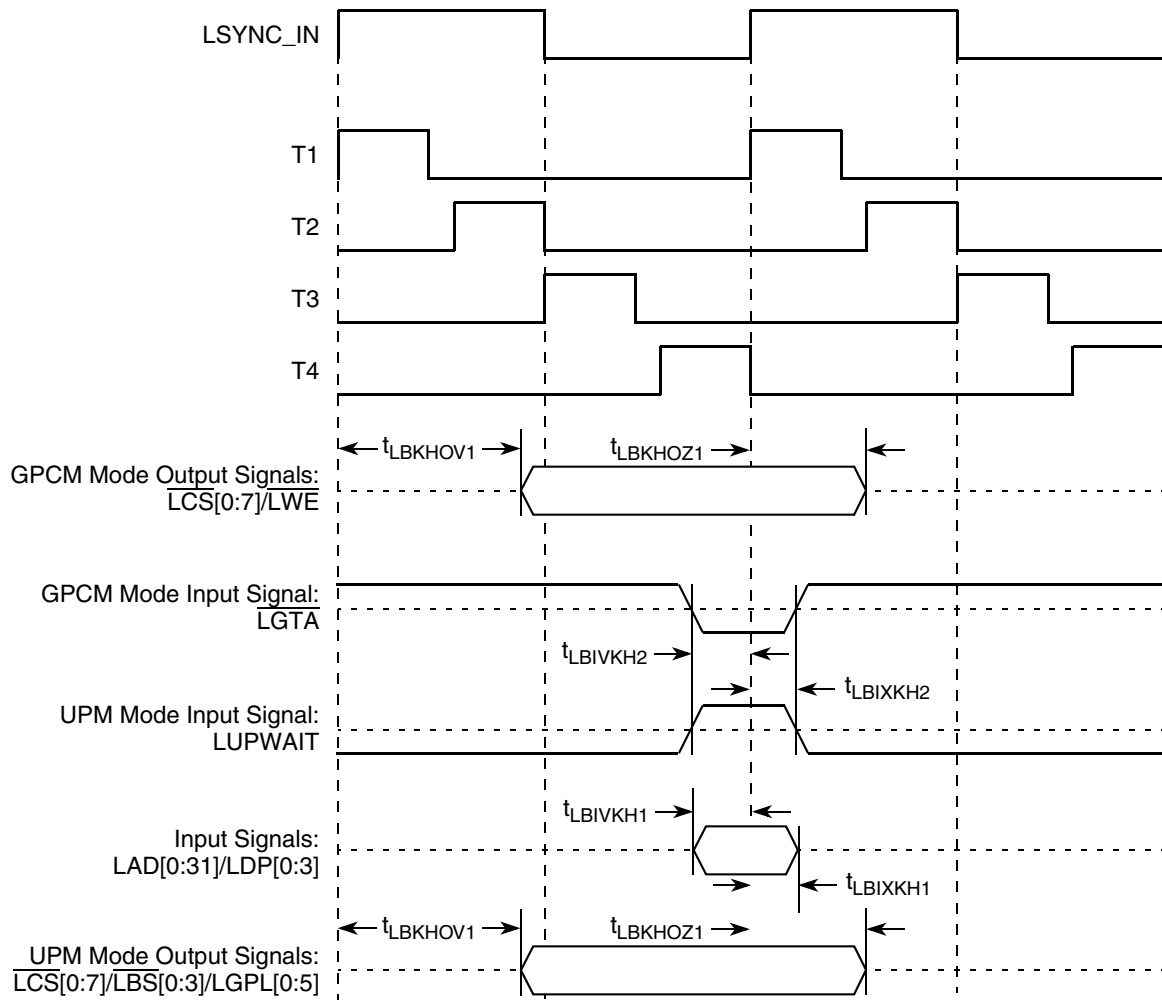 LSYNC_IN
T1
T2
T3
T4
tLBKHOV1
tLBKHOZ1
GPCM Mode Output Signals:
LCS[0:7]/LWE
GPCM Mode Input Signal:
LGTA
tLBIVKH2
tLBIXKH2
UPM Mode Input Signal:
LUPWAIT
tLBIVKH1
Input Signals:
LAD[0:31]/LDP[0:3]
tLBIXKH1
tLBKHOV1
tLBKHOZ1
UPM Mode Output Signals:
LCS[0:7]/LBS[0:3]/LGPL[0:5]